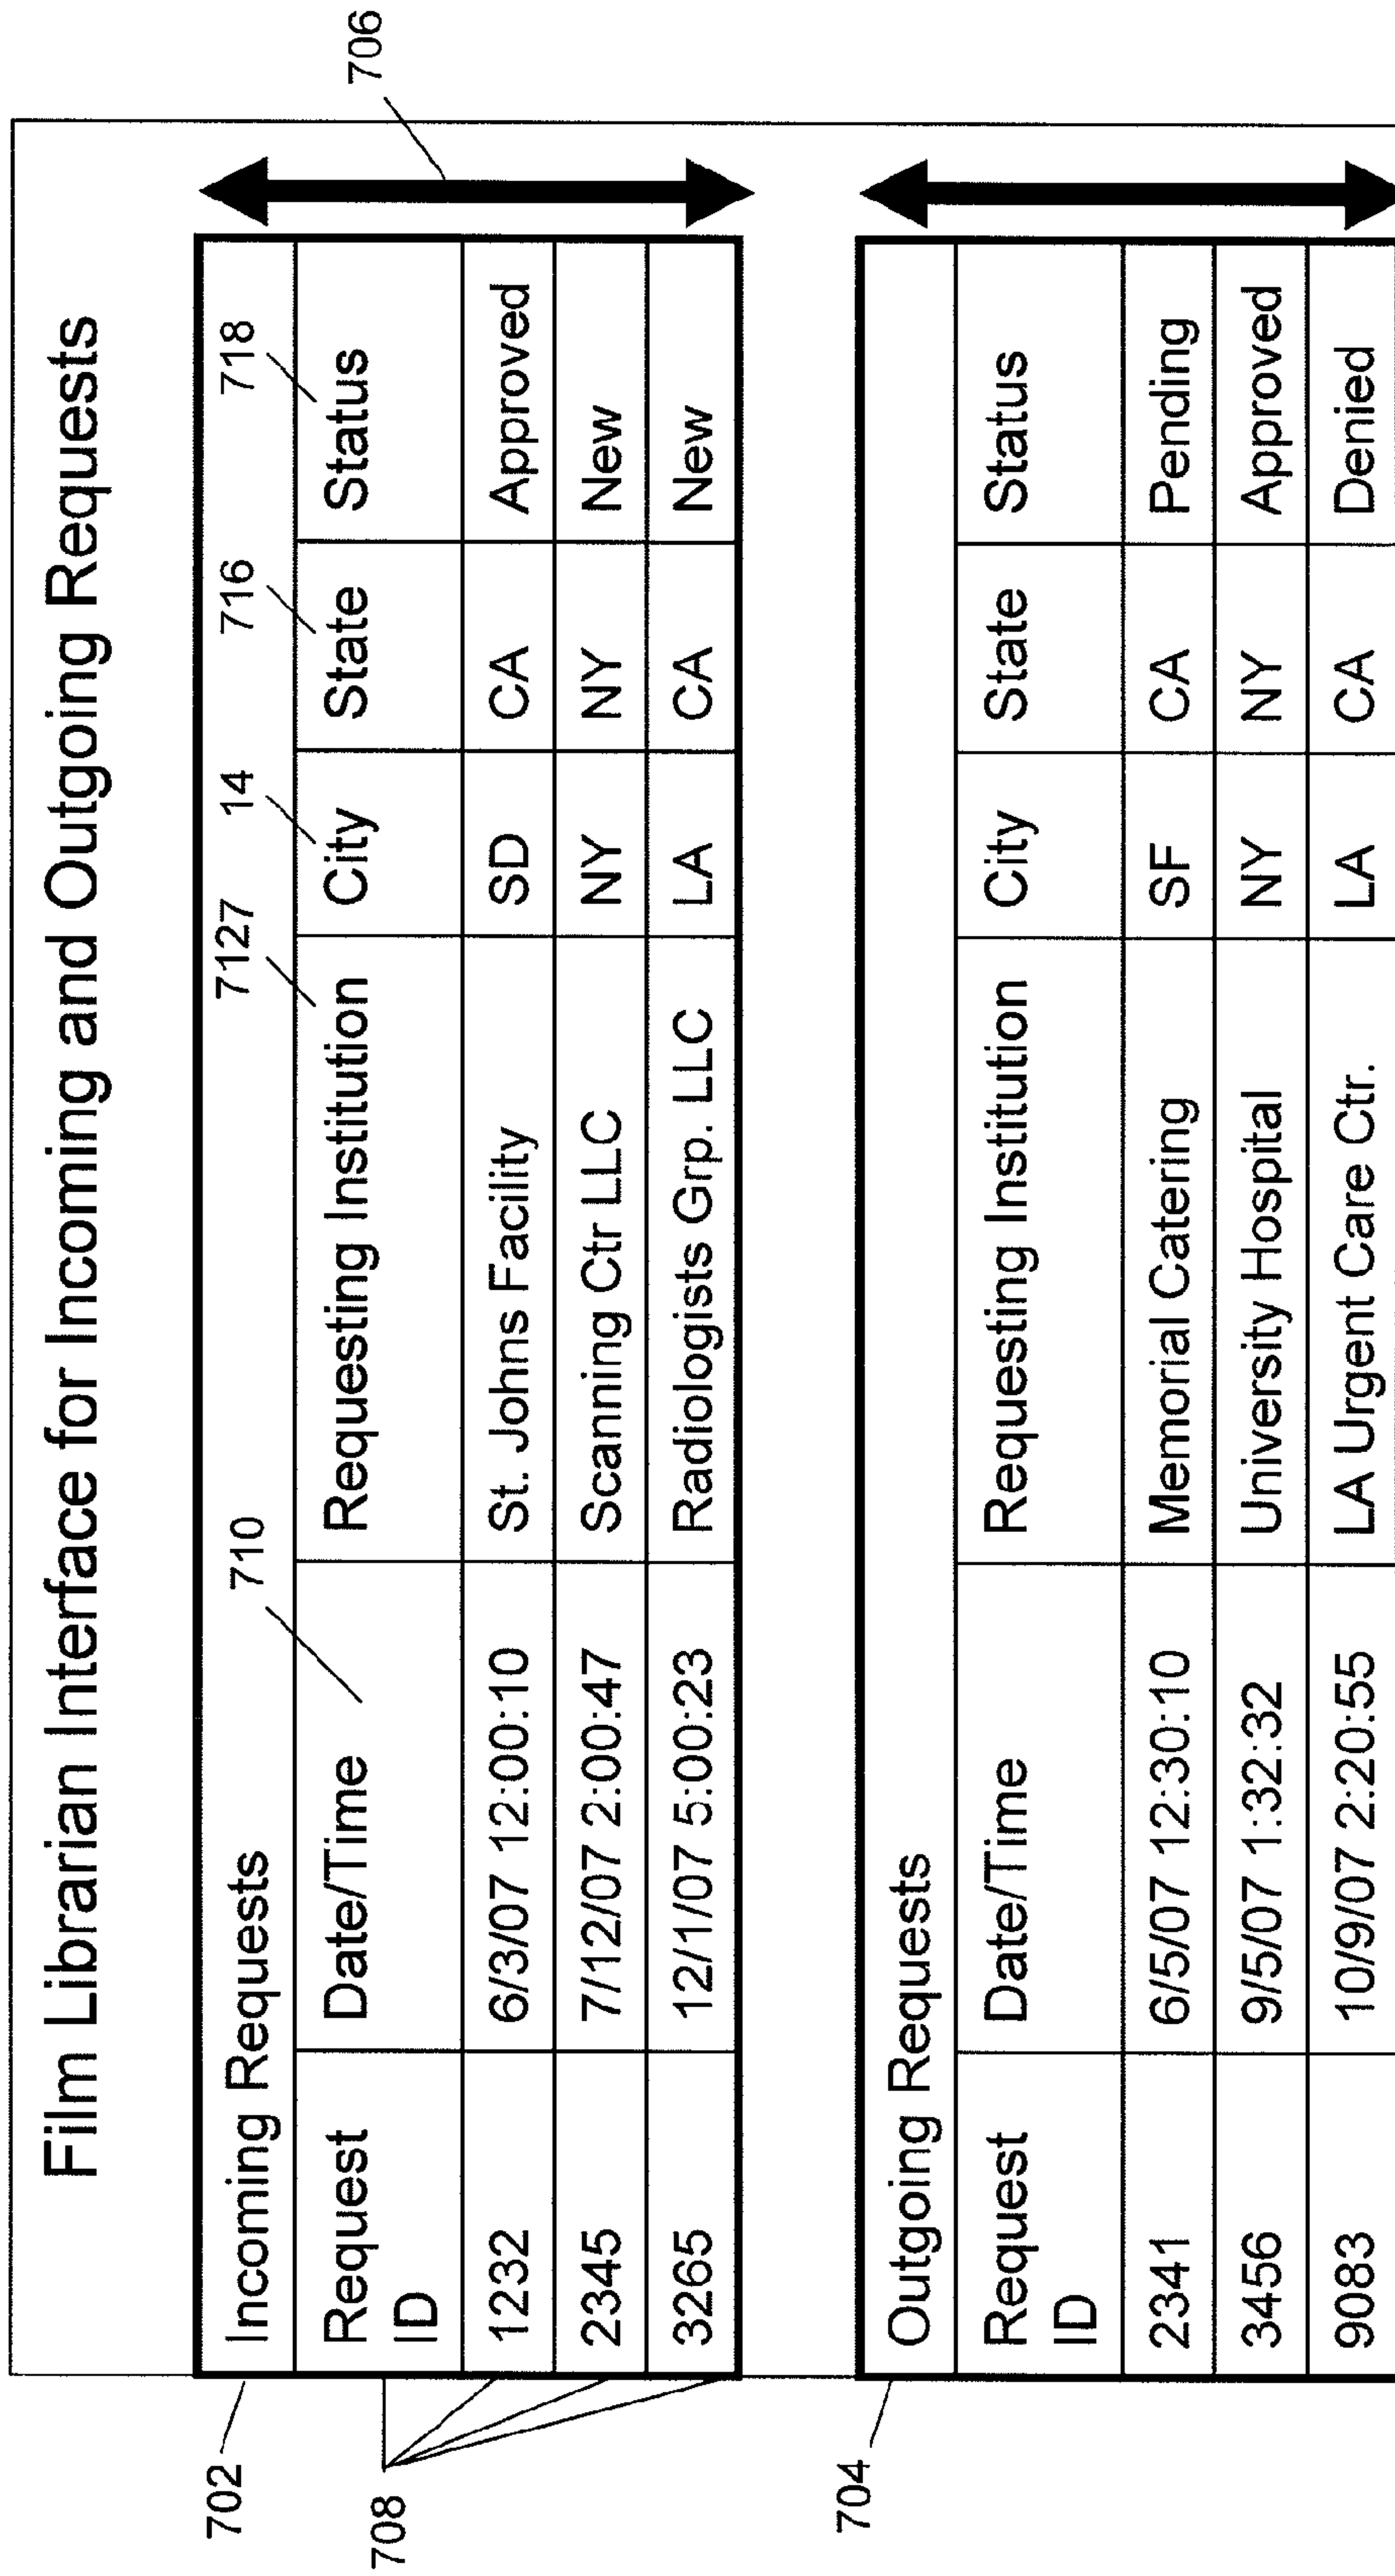 Film Librarian Interface for Incoming and Outgoing Requests
702
Incoming Requests 710 7127 14 716 718
Request ID Date/Time Requesting Institution City State Status
1232 6/3/07 12:00:10 St. Johns Facility SD CA Approved
2345 7/12/07 2:00:47 Scanning Ctr LLC NY NY New
3265 12/1/07 5:00:23 Radiologists Grp. LLC LA CA New
706
708
704
Outgoing Requests
Request ID Date/Time Requesting Institution City State Status
2341 6/5/07 12:30:10 Memorial Catering SF CA Pending
3456 9/5/07 1:32:32 University Hospital NY NY Approved
9083 10/9/07 2:20:55 LA Urgent Care Ctr. LA CA Denied